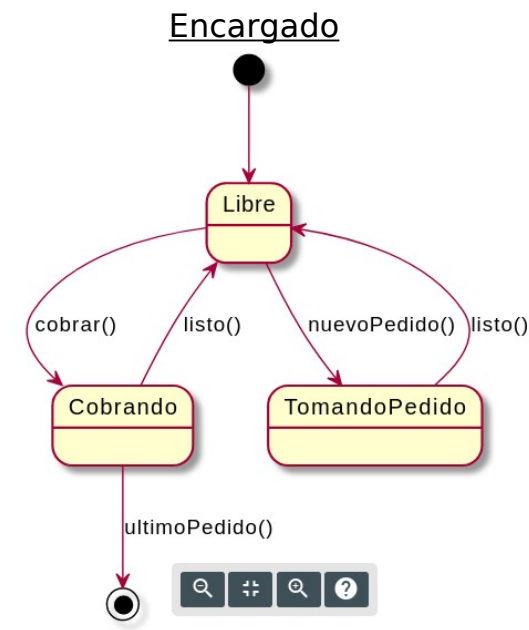 Encargado
Libre
cobrar()
listo()
nuevoPedido()
listo()
Cobrando
TomandoPedido
ultimoPedido()
?